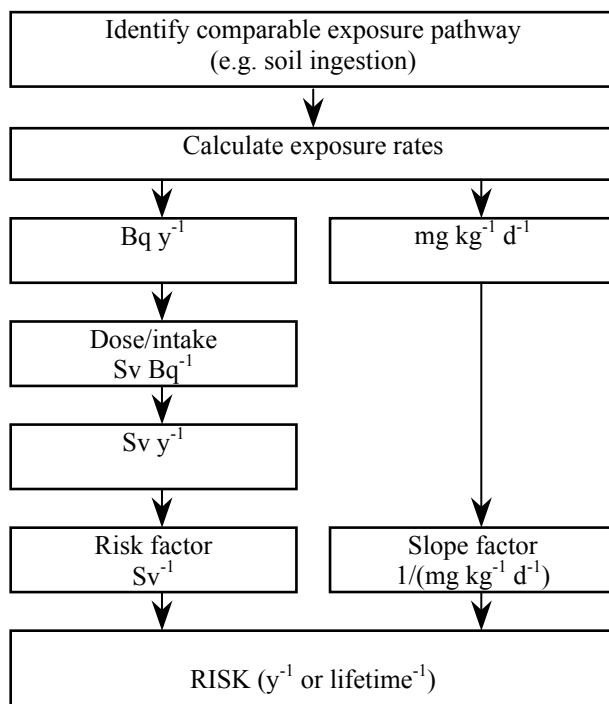 Identify comparable exposure pathway
(e.g. soil ingestion)
Calculate exposure rates
Bq y⁻¹
mg kg⁻¹ d⁻¹
Dose/intake
Sv Bq⁻¹
Sv y⁻¹
Risk factor
Sv⁻¹
Slope factor
1/(mg kg⁻¹ d⁻¹)
RISK (y⁻¹ or lifetime⁻¹)